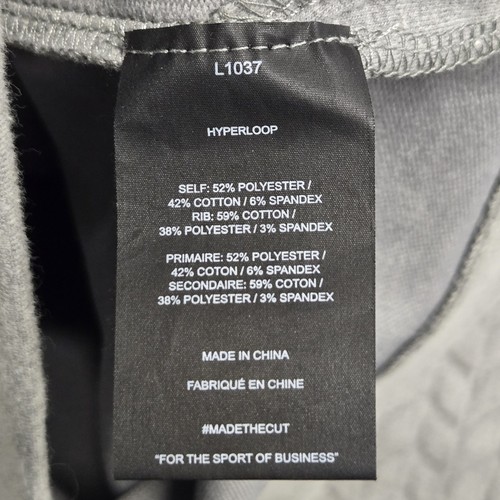 L1037
HYPERLOOP
SELF: 52% POLYESTER /
42% COTTON / 6% SPANDEX
RIB: 59% COTTON /
38% POLYESTER / 3% SPANDEX
PRIMAIRE: 52% POLYESTER /
42% COTON / 6% SPANDEX
SECONDAIRE: 59% COTON /
38% POLYESTER / 3% SPANDEX
MADE IN CHINA
FABRIQUÉ EN CHINE
#MADETHECUT
"FOR THE SPORT OF BUSINESS"